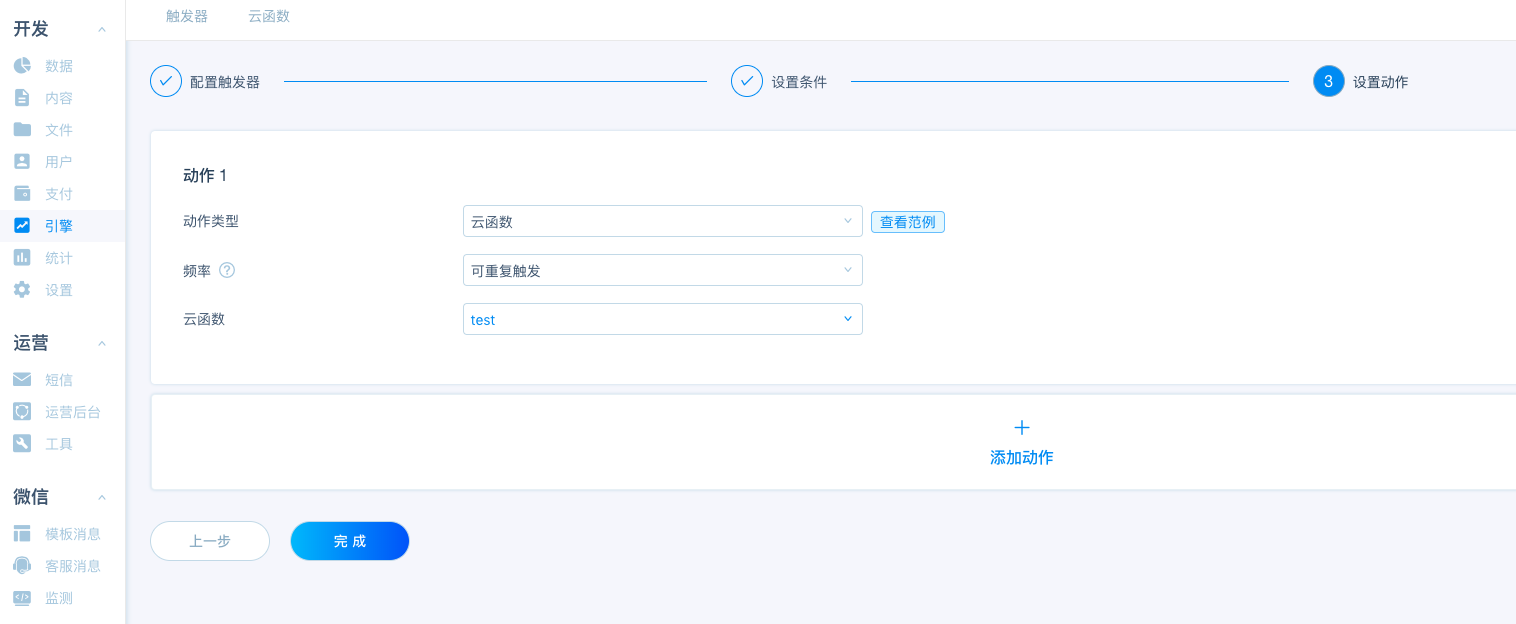 触发器 云函数
开发
数据
内容
文件
用户
支付
引擎
统计
设置
运营
短信
运营后台
工具
微信
模板消息
客服消息
监测
配置触发器
设置条件
3 设置动作
动作 1
动作类型 云函数 查看范例
频率 ? 可重复触发
云函数 test
+
添加动作
上一步 完成